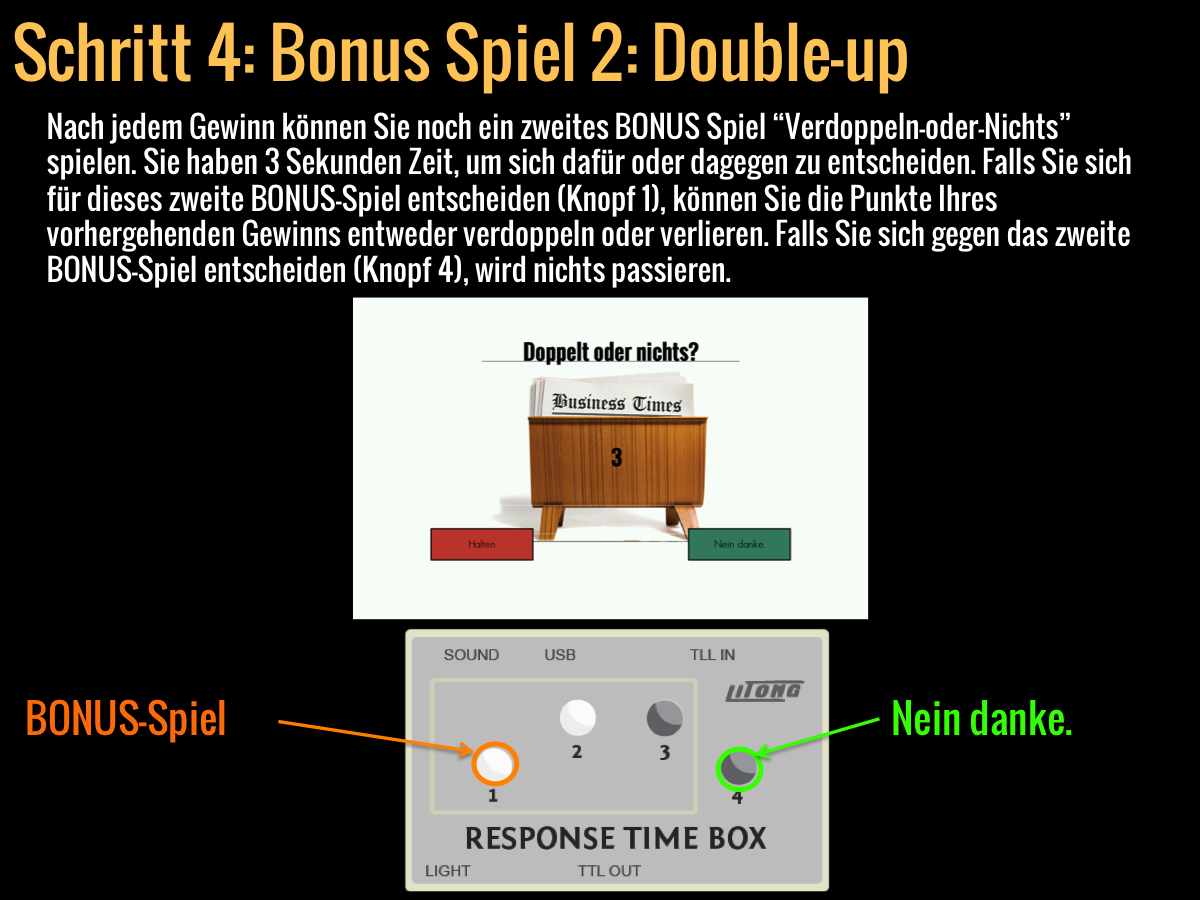 Schritt 4: Bonus Spiel 2: Double-up
Nach jedem Gewinn können Sie noch ein zweites BONUS Spiel “Verdoppeln-oder-Nichts”
spielen. Sie haben 3 Sekunden Zeit, um sich dafür oder dagegen zu entscheiden. Falls Sie sich
für dieses zweite BONUS-Spiel entscheiden (Knopf 1), können Sie die Punkte Ihres
vorhergehenden Gewinns entweder verdoppeln oder verlieren. Falls Sie sich gegen das zweite
BONUS-Spiel entscheiden (Knopf 4), wird nichts passieren.
Doppelt oder nichts?
Business Times
3
Halten
Nein danke.
SOUND USB TLL IN
LITONG
BONUS-Spiel
Nein danke.
2
3
1
4
RESPONSE TIME BOX
LIGHT TTL OUT